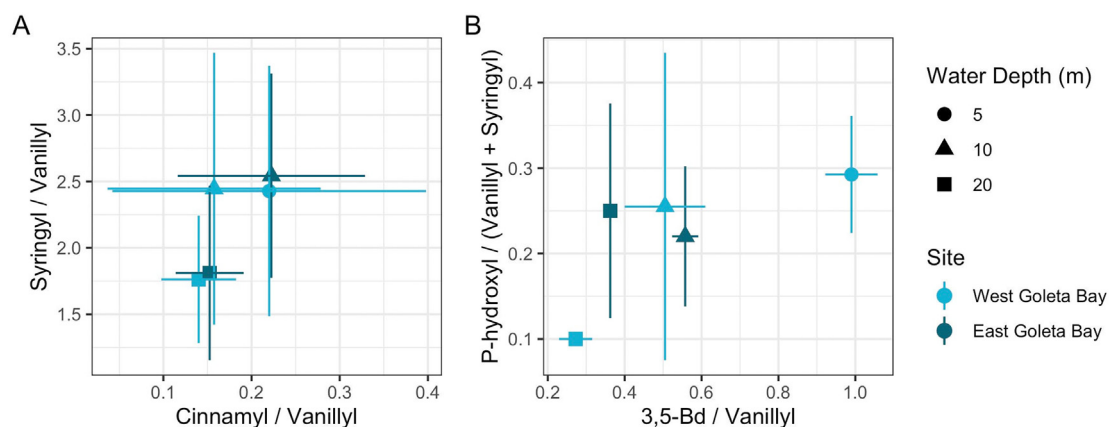 A
Syringyl / Vanillyl
3.5
3.0
2.5
2.0
1.5
0.1
0.2
0.3
0.4
Cinnamyl / Vanillyl
B
P-hydroxyl / (Vanillyl + Syringyl)
0.4
0.3
0.2
0.1
0.2
0.4
0.6
0.8
1.0
3,5-Bd / Vanillyl
Water Depth (m)
5
10
20
Site
West Goleta Bay
East Goleta Bay